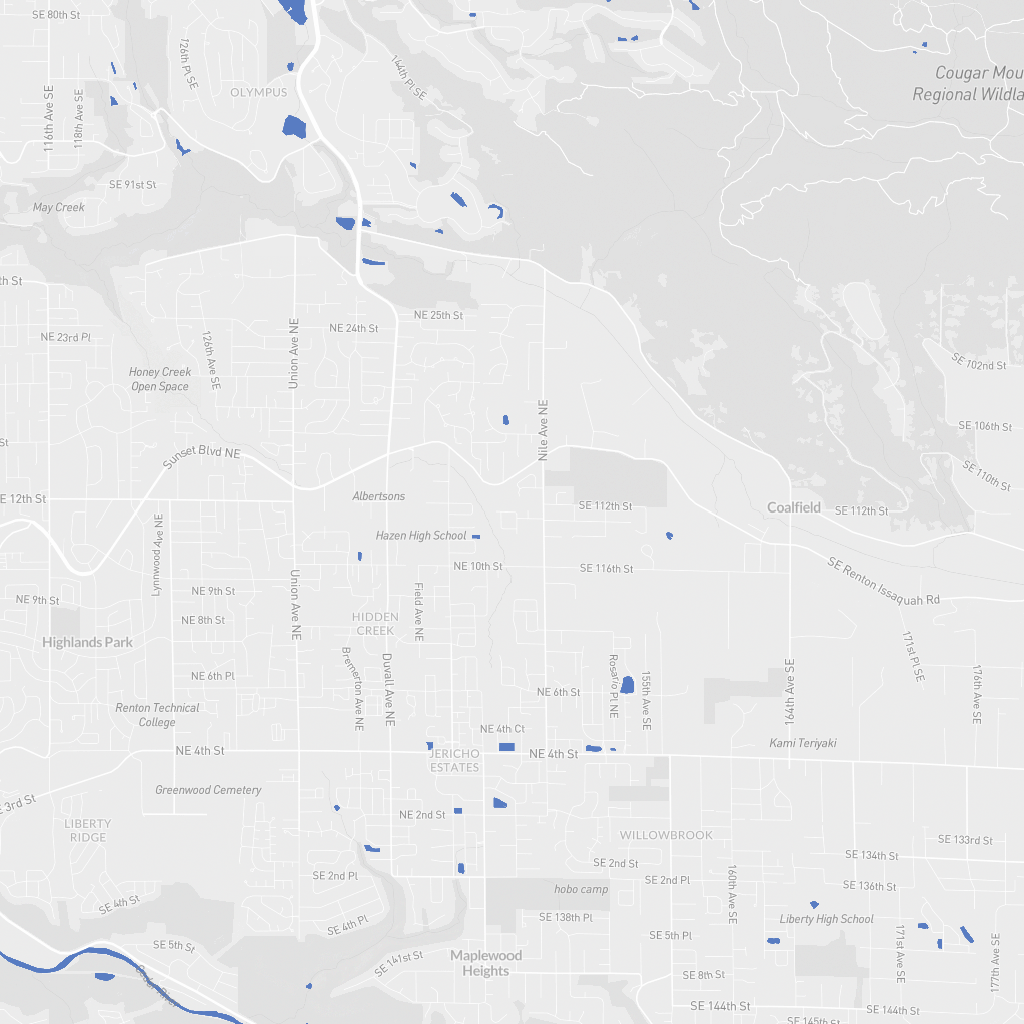 SE 80th St
126th Pl SE
144th Pl SE
116th Ave SE
118th Ave SE
OLYMPUS
Cougar Mou
Regional Wildla
SE 91st St
May Creek
th St
NE 25th St
NE 24th St
NE 23rd Pl
Union Ave NE
126th Ave SE
Honey Creek
Open Space
SE 102nd St
SE 106th St
SE 110th St
St
Sunset Blvd NE
Nile Ave NE
E 12th St
Albertsons
SE 112th St
Coalfield
SE 112th St
Hazen High School
Lynnwood Ave NE
NE 10th St
SE 116th St
SE Renton Issaquah Rd
NE 9th St
NE 9th St
Union Ave NE
Field Ave NE
NE 8th St
HIDDEN
CREEK
Highlands Park
171st Pl SE
NE 6th Pl
Bremerton Ave NE
Duvall Ave NE
Rosario Pl NE
155th Ave SE
164th Ave SE
176th Ave SE
NE 6th St
Renton Technical
College
NE 4th Ct
Kami Teriyaki
NE 4th St
JERICHO
ESTATES
NE 4th St
Greenwood Cemetery
E 3rd St
NE 2nd St
LIBERTY
RIDGE
WILLOWBROOK
SE 133rd St
SE 134th St
SE 2nd St
SE 2nd Pl
SE 2nd Pl
SE 136th St
160th Ave SE
hobo camp
SE 4th St
SE 4th Pl
SE 138th Pl
Liberty High School
SE 5th Pl
SE 5th St
171st Ave SE
177th Ave SE
SE 141st St
Maplewood
Heights
Cedar River
SE 8th St
SE 144th St
SE 144th St
SE 145th St